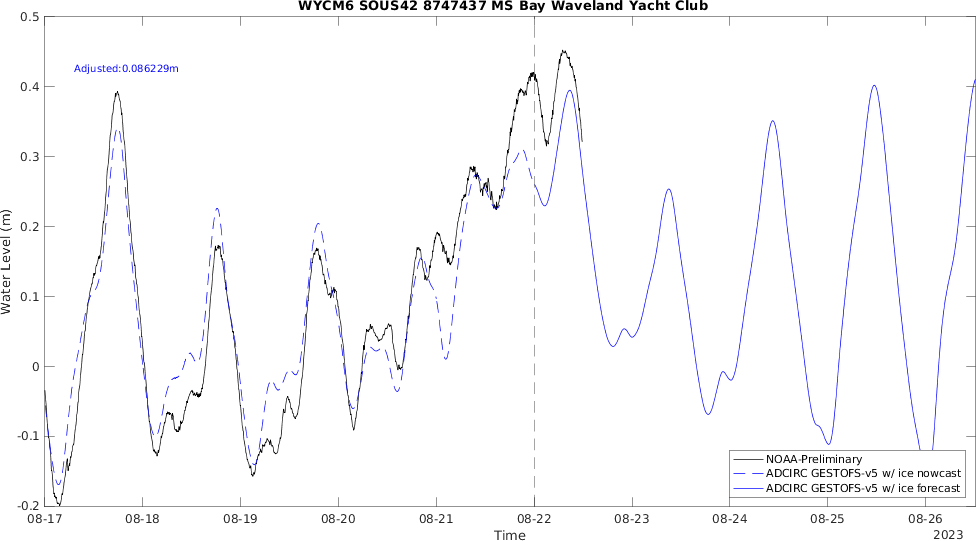 WYCM6 SOUS42 8747437 MS Bay Waveland Yacht Club
0.5
0.4
0.3
0.2
0.1
0
-0.1
-0.2
Water Level (m)
Adjusted:0.086229m
NOAA-Preliminary
ADCIRC GESTOFS-v5 w/ ice nowcast
ADCIRC GESTOFS-v5 w/ ice forecast
08-17 08-18 08-19 08-20 08-21 08-22 08-23 08-24 08-25 08-26
Time
2023